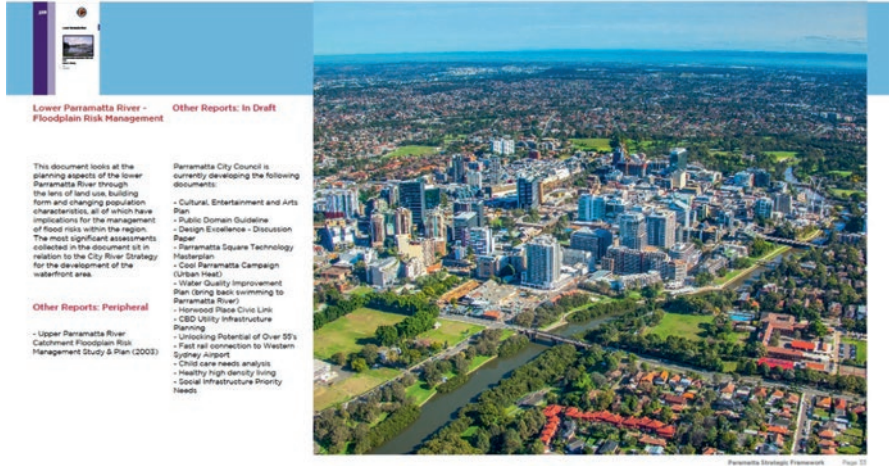 Lower Parramatta River -
Floodplain Risk Management
This document looks at the
planning aspects of the lower
Parramatta River through
the lens of land use, building
form and changing population
characteristics, all of which have
implications for the management
of flood risks within the region.
The most significant assessments
collected in the document sit in
relation to the City River Strategy
for the development of the
waterfront area.
Other Reports: Peripheral
- Upper Parramatta River
Catchment Floodplain Risk
Management Study & Plan (2003)
Other Reports: In Draft
Parramatta City Council is
currently developing the following
documents:
- Cultural, Entertainment and Arts
Plan
- Public Domain Guideline
- Design Excellence - Discussion
Paper
- Parramatta Square Technology
Masterplan
- Cool Parramatta Campaign
(Urban Heat)
- Water Quality Improvement
Plan (bring back swimming to
Parramatta River)
- Horwood Place Civic Link
- CBD Utility Infrastructure
Planning
- Unlocking Potential of Over 55's
- Fast rail connection to Western
Sydney Airport
- Child care needs analysis
- Healthy high density living
- Social Infrastructure Priority
Needs
Parramatta Strategic Framework Page 33